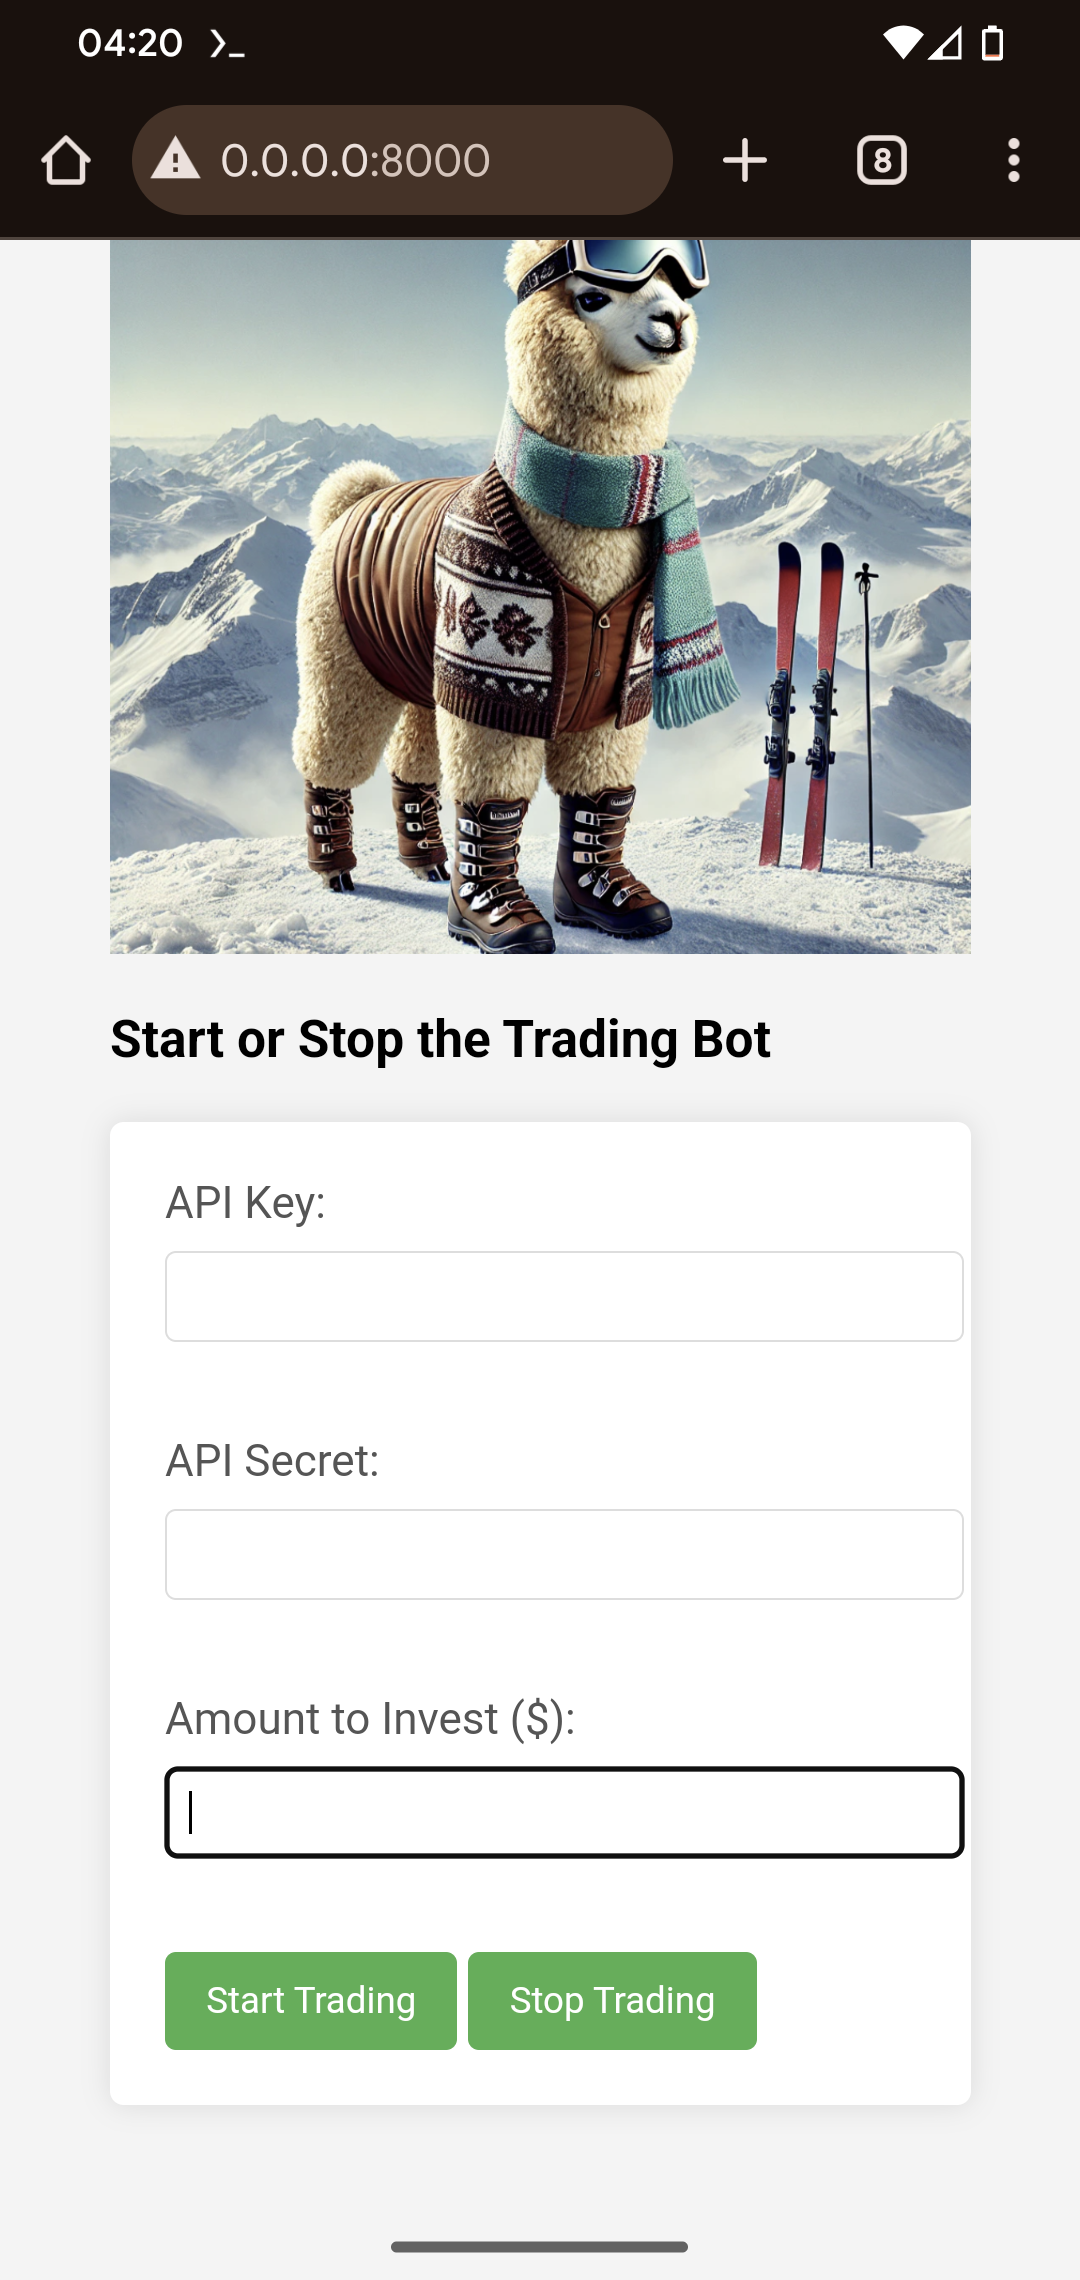 04:20
0.0.0.0:8000
8
Start or Stop the Trading Bot
API Key:
API Secret:
Amount to Invest ($):
Start Trading
Stop Trading